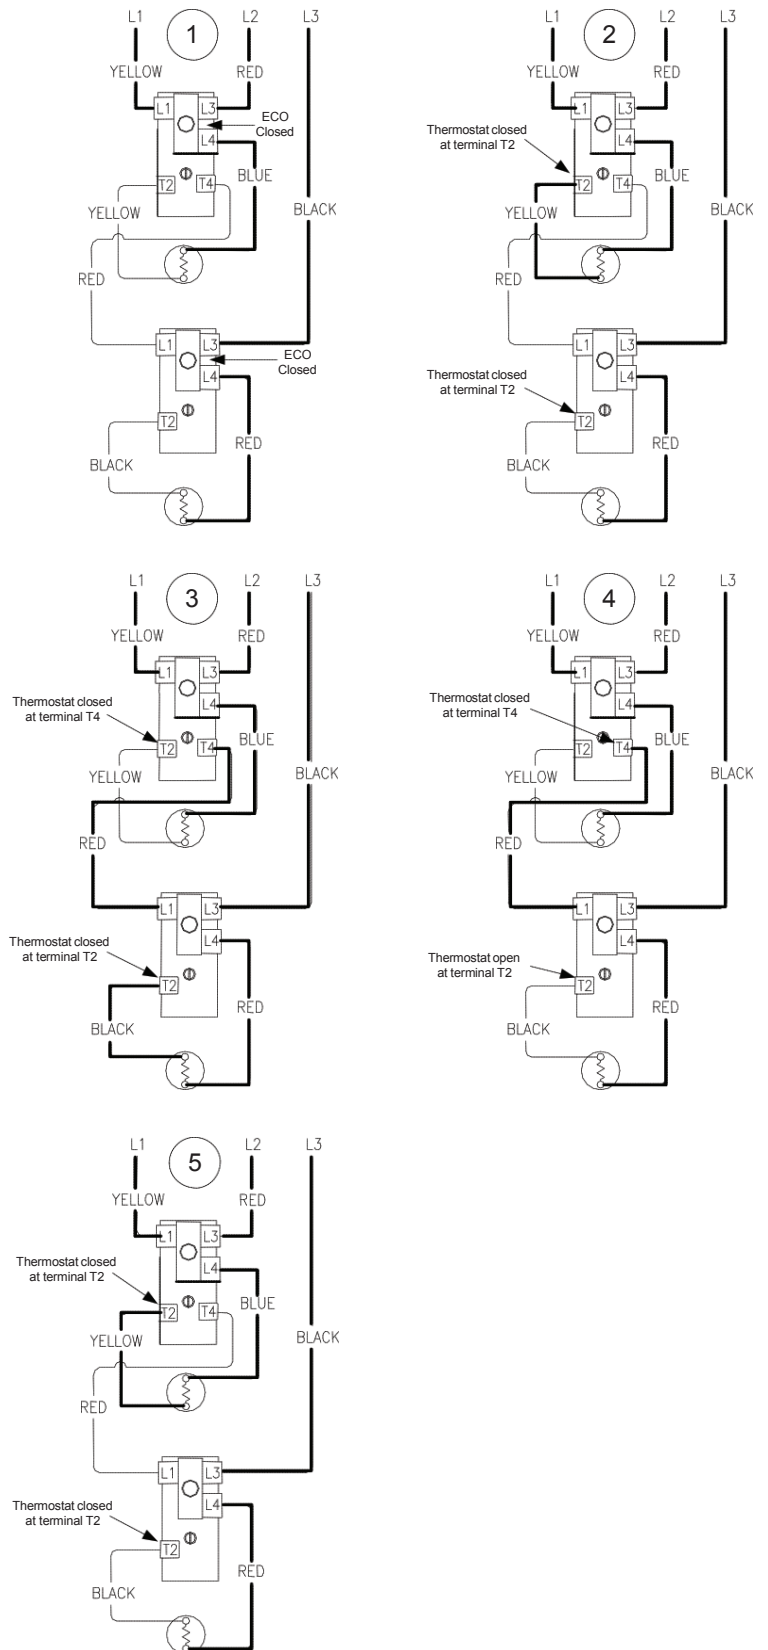 L1 1 L2 L3
YELLOW RED
L1 L3
ECO
Closed
L4
BLUE
T2 T4
YELLOW
BLACK
RED
L1 L3
ECO
Closed
L4
T2
RED
BLACK
L1 2 L2 L3
YELLOW RED
L1 L3
Thermostat closed
at terminal T2
L4
BLUE
T2 T4
YELLOW
BLACK
RED
L1 L3
Thermostat closed
at terminal T2
L4
T2
RED
BLACK
L1 3 L2 L3
YELLOW RED
L1 L3
Thermostat closed
at terminal T4
L4
BLUE
T2 T4
YELLOW
BLACK
RED
L1 L3
Thermostat closed
at terminal T2
L4
T2
RED
BLACK
L1 4 L2 L3
YELLOW RED
L1 L3
Thermostat closed
at terminal T4
L4
BLUE
T2 T4
YELLOW
BLACK
RED
L1 L3
Thermostat open
at terminal T2
L4
T2
RED
BLACK
L1 5 L2 L3
YELLOW RED
L1 L3
Thermostat closed
at terminal T2
L4
BLUE
T2 T4
YELLOW
BLACK
RED
L1 L3
Thermostat closed
at terminal T2
L4
T2
RED
BLACK